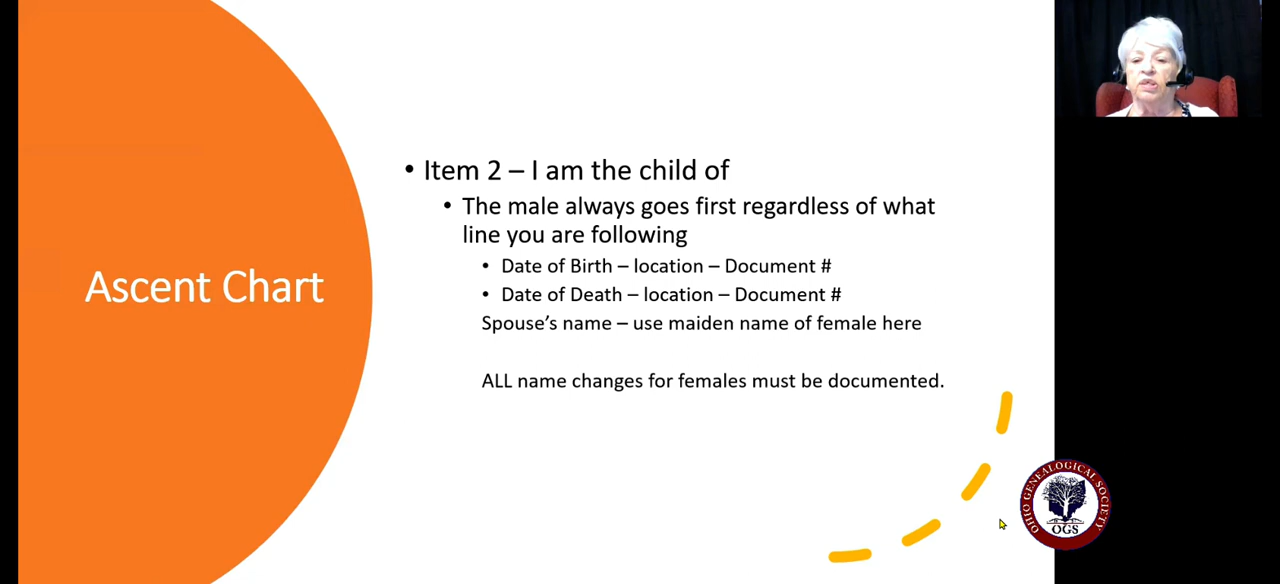 Ascent Chart
• Item 2 – I am the child of
• The male always goes first regardless of what
line you are following
• Date of Birth – location – Document #
• Date of Death – location – Document #
Spouse’s name – use maiden name of female here
ALL name changes for females must be documented.
OHIO GENEALOGICAL SOCIETY
OGS